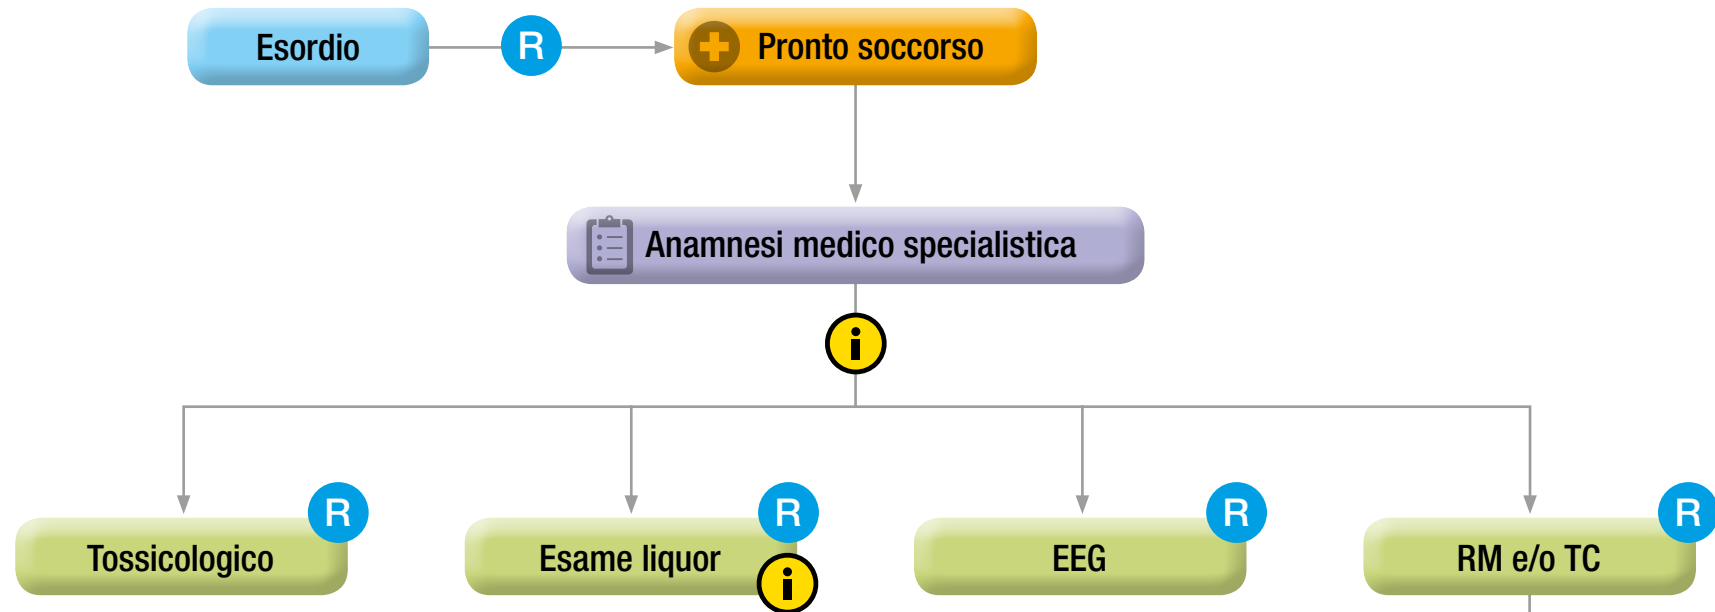 Esordio
R
Pronto soccorso
Anamnesi medico specialistica
i
R
R
R
R
Tossicologico
Esame liquor
EEG
RM e/o TC
i